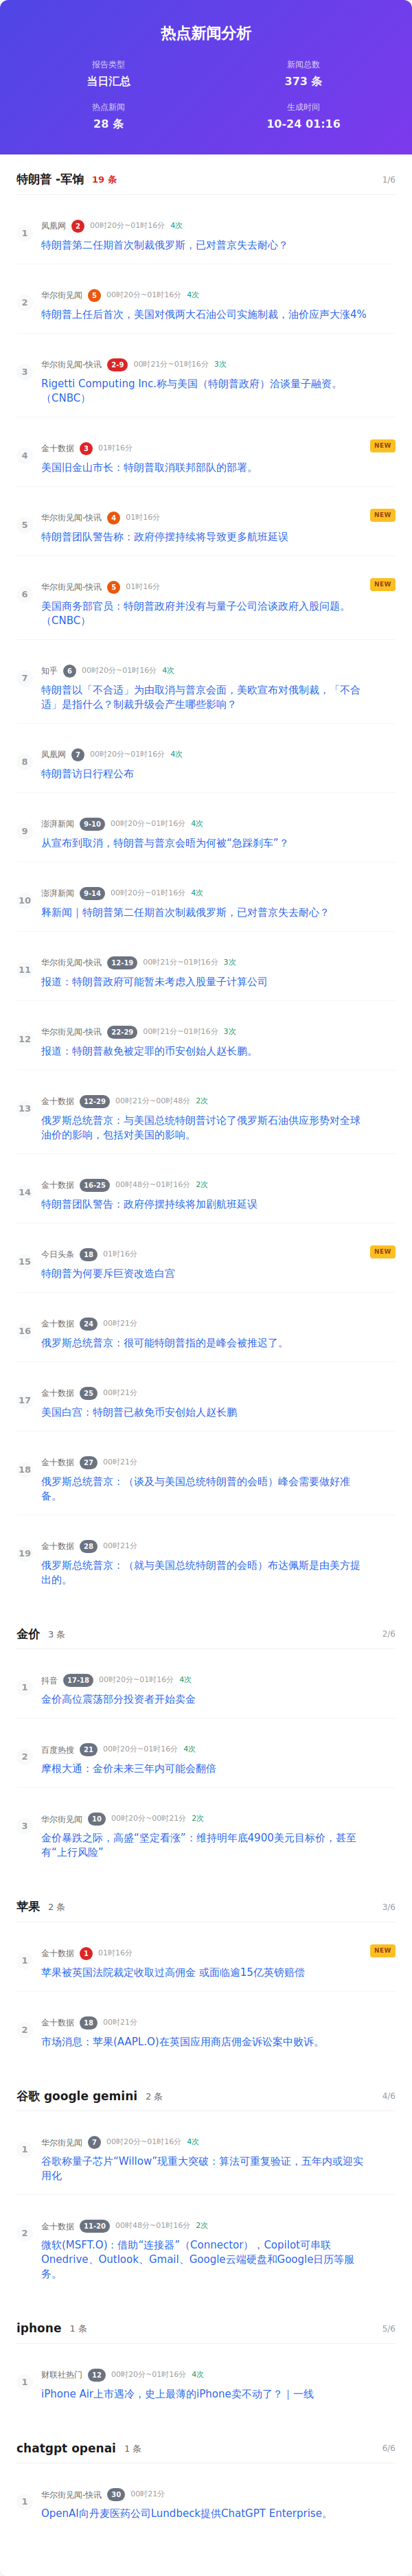 热点新闻分析
报告类型
新闻总数
当日汇总
373 条
热点新闻
生成时间
28 条
10-24 01:16
特朗普 -军饷 19 条 1/6
1
凤凰网 2 00时20分~01时16分 4次
特朗普第二任期首次制裁俄罗斯，已对普京失去耐心？
2
华尔街见闻 5 00时20分~01时16分 4次
特朗普上任后首次，美国对俄两大石油公司实施制裁，油价应声大涨4%
3
华尔街见闻-快讯 2-9 00时21分~01时16分 3次
Rigetti Computing Inc.称与美国（特朗普政府）洽谈量子融资。
（CNBC）
4
金十数据 3 01时16分 NEW
美国旧金山市长：特朗普取消联邦部队的部署。
5
华尔街见闻-快讯 4 01时16分 NEW
特朗普团队警告称：政府停摆持续将导致更多航班延误
6
华尔街见闻-快讯 5 01时16分 NEW
美国商务部官员：特朗普政府并没有与量子公司洽谈政府入股问题。
（CNBC）
7
知乎 6 00时20分~01时16分 4次
特朗普以「不合适」为由取消与普京会面，美欧宣布对俄制裁，「不合
适」是指什么？制裁升级会产生哪些影响？
8
凤凰网 7 00时20分~01时16分 4次
特朗普访日行程公布
9
澎湃新闻 9-10 00时20分~01时16分 4次
从宣布到取消，特朗普与普京会晤为何被“急踩刹车”？
10
澎湃新闻 9-14 00时20分~01时16分 4次
释新闻｜特朗普第二任期首次制裁俄罗斯，已对普京失去耐心？
11
华尔街见闻-快讯 12-19 00时21分~01时16分 3次
报道：特朗普政府可能暂未考虑入股量子计算公司
12
华尔街见闻-快讯 22-29 00时21分~01时16分 3次
报道：特朗普赦免被定罪的币安创始人赵长鹏。
13
金十数据 12-29 00时21分~00时48分 2次
俄罗斯总统普京：与美国总统特朗普讨论了俄罗斯石油供应形势对全球
油价的影响，包括对美国的影响。
14
金十数据 16-25 00时48分~01时16分 2次
特朗普团队警告：政府停摆持续将加剧航班延误
15
今日头条 18 01时16分 NEW
特朗普为何要斥巨资改造白宫
16
金十数据 24 00时21分
俄罗斯总统普京：很可能特朗普指的是峰会被推迟了。
17
金十数据 25 00时21分
美国白宫：特朗普已赦免币安创始人赵长鹏
18
金十数据 27 00时21分
俄罗斯总统普京：（谈及与美国总统特朗普的会晤）峰会需要做好准
备。
19
金十数据 28 00时21分
俄罗斯总统普京：（就与美国总统特朗普的会晤）布达佩斯是由美方提
出的。
金价 3 条 2/6
1
抖音 17-18 00时20分~01时16分 4次
金价高位震荡部分投资者开始卖金
2
百度热搜 21 00时20分~01时16分 4次
摩根大通：金价未来三年内可能会翻倍
3
华尔街见闻 10 00时20分~00时21分 2次
金价暴跌之际，高盛“坚定看涨”：维持明年底4900美元目标价，甚至
有“上行风险”
苹果 2 条 3/6
1
金十数据 1 01时16分 NEW
苹果被英国法院裁定收取过高佣金 或面临逾15亿英镑赔偿
2
金十数据 18 00时21分
市场消息：苹果(AAPL.O)在英国应用商店佣金诉讼案中败诉。
谷歌 google gemini 2 条 4/6
1
华尔街见闻 7 00时20分~01时16分 4次
谷歌称量子芯片“Willow”现重大突破：算法可重复验证，五年内或迎实
用化
2
金十数据 11-20 00时48分~01时16分 2次
微软(MSFT.O)：借助“连接器”（Connector），Copilot可串联
Onedrive、Outlook、Gmail、Google云端硬盘和Google日历等服
务。
iphone 1 条 5/6
1
财联社热门 12 00时20分~01时16分 4次
iPhone Air上市遇冷，史上最薄的iPhone卖不动了？｜一线
chatgpt openai 1 条 6/6
1
华尔街见闻-快讯 30 00时21分
OpenAI向丹麦医药公司Lundbeck提供ChatGPT Enterprise。